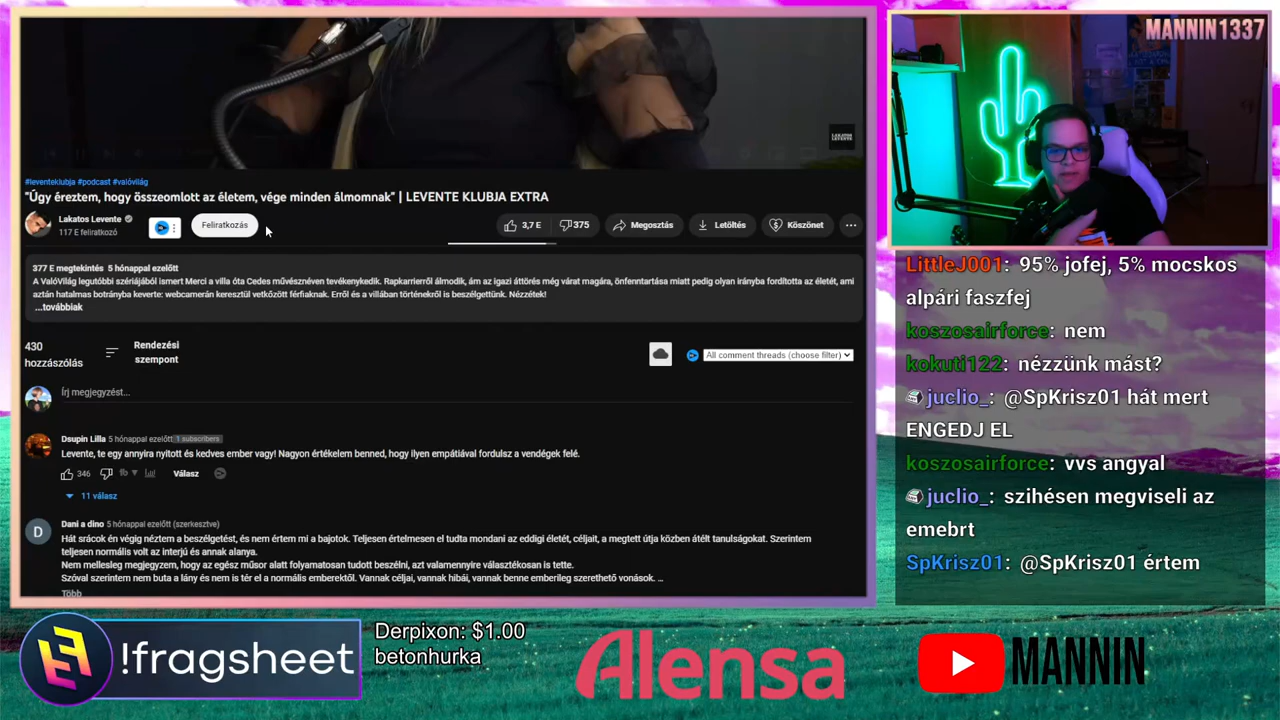 MANNIN1337
LAKATOS
LEVENTE
#leventeklubja #podcast #valóvilág
"Úgy éreztem, hogy összeomlott az életem, vége minden álmomnak" | LEVENTE KLUBJA EXTRA
Lakatos Levente
117 E feliratkozó
Feliratkozás
3,7 E
375
Megosztás
Letöltés
Köszönet
377 E megtekintés 5 hónappal ezelőtt
A ValóVilág legutóbbi szériájából ismert Merci a villa óta Cedes művésznéven tevékenykedik. Rapkarrierről álmodik, ám az igazi áttörés még várat magára, önfenntartása miatt pedig olyan irányba fordította az életét, ami
aztán hatalmas botrányba keverte: webcamerán keresztül vetkőzött férfiaknak. Erről és a villában történekről is beszélgettünk. Nézzétek!
...továbbiak
430
hozzászólás
Rendezési
szempont
All comment threads (choose filter)
Írj megjegyzést...
Dsupin Lilla 5 hónappal ezelőtt 1 subscribers
Levente, te egy annyira nyitott és kedves ember vagy! Nagyon értékelem benned, hogy ilyen empátiával fordulsz a vendégek felé.
346
Válasz
11 válasz
D
Dani a dino 5 hónappal ezelőtt (szerkesztve)
Hát srácok én végig néztem a beszélgetést, és nem értem mi a bajotok. Teljesen értelmesen el tudta mondani az eddigi életét, céljait, a megtett útja közben átélt tanulságokat. Szerintem
teljesen normális volt az interjú és annak alanya.
Nem mellesleg megjegyzem, hogy az egész műsor alatt folyamatosan tudott beszélni, azt valamennyire választékosan is tette.
Szóval szerintem nem buta a lány és nem is tér el a normális emberektől. Vannak céljai, vannak hibái, vannak benne emberileg szerethető vonások. ...
Több
LittleJ001: 95% jofej, 5% mocskos
alpári faszfej
koszosairforce: nem
kokuti122: nézzünk mást?
juclio_: @SpKrisz01 hát mert
ENGEDJ EL
koszosairforce: vvs angyal
juclio_: szihésen megviseli az
emebrt
SpKrisz01: @SpKrisz01 értem
!fragsheet
Derpixon: $1.00
betonhurka
Alensa
MANNIN